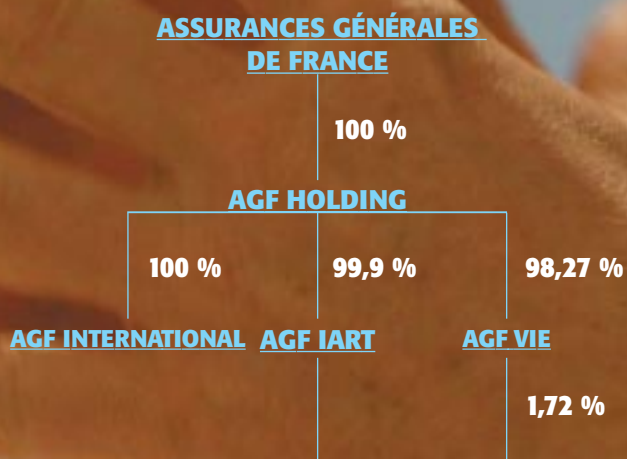 ASSURANCES GÉNÉRALES
DE FRANCE
100 %
AGF HOLDING
100 % 99,9 % 98,27 %
AGF INTERNATIONAL AGF IART AGF VIE
1,72 %